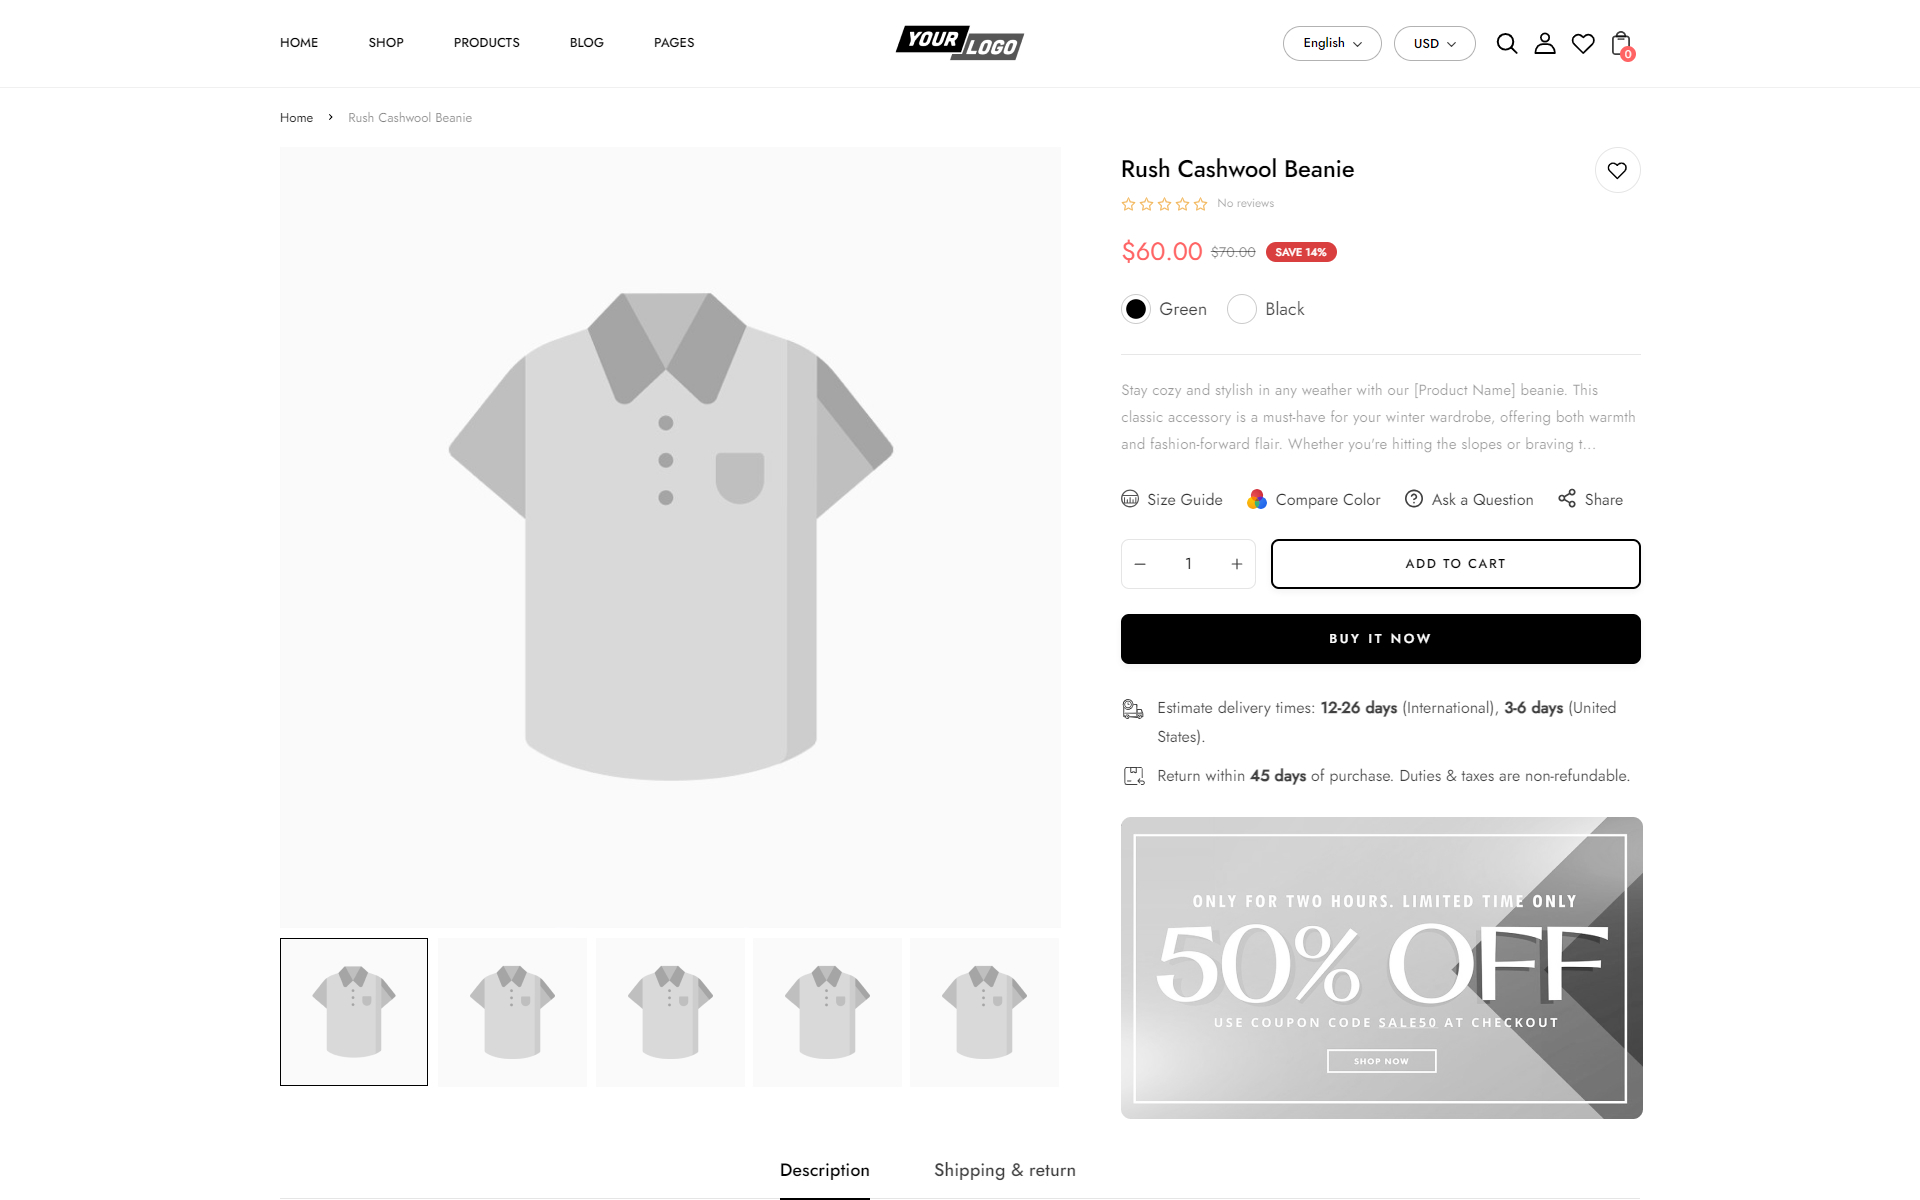 HOME SHOP PRODUCTS BLOG PAGES
YOUR LOGO
English USD
0
Home Rush Cashwool Beanie
Rush Cashwool Beanie
No reviews
$60.00 $70.00 SAVE 14%
Green Black
Stay cozy and stylish in any weather with our [Product Name] beanie. This
classic accessory is a must-have for your winter wardrobe, offering both warmth
and fashion-forward flair. Whether you're hitting the slopes or braving t...
Size Guide Compare Color Ask a Question Share
1 ADD TO CART
BUY IT NOW
Estimate delivery times: 12-26 days (International), 3-6 days (United
States).
Return within 45 days of purchase. Duties & taxes are non-refundable.
ONLY FOR TWO HOURS. LIMITED TIME ONLY
50% OFF
USE COUPON CODE SALE50 AT CHECKOUT
SHOP NOW
Description Shipping & return